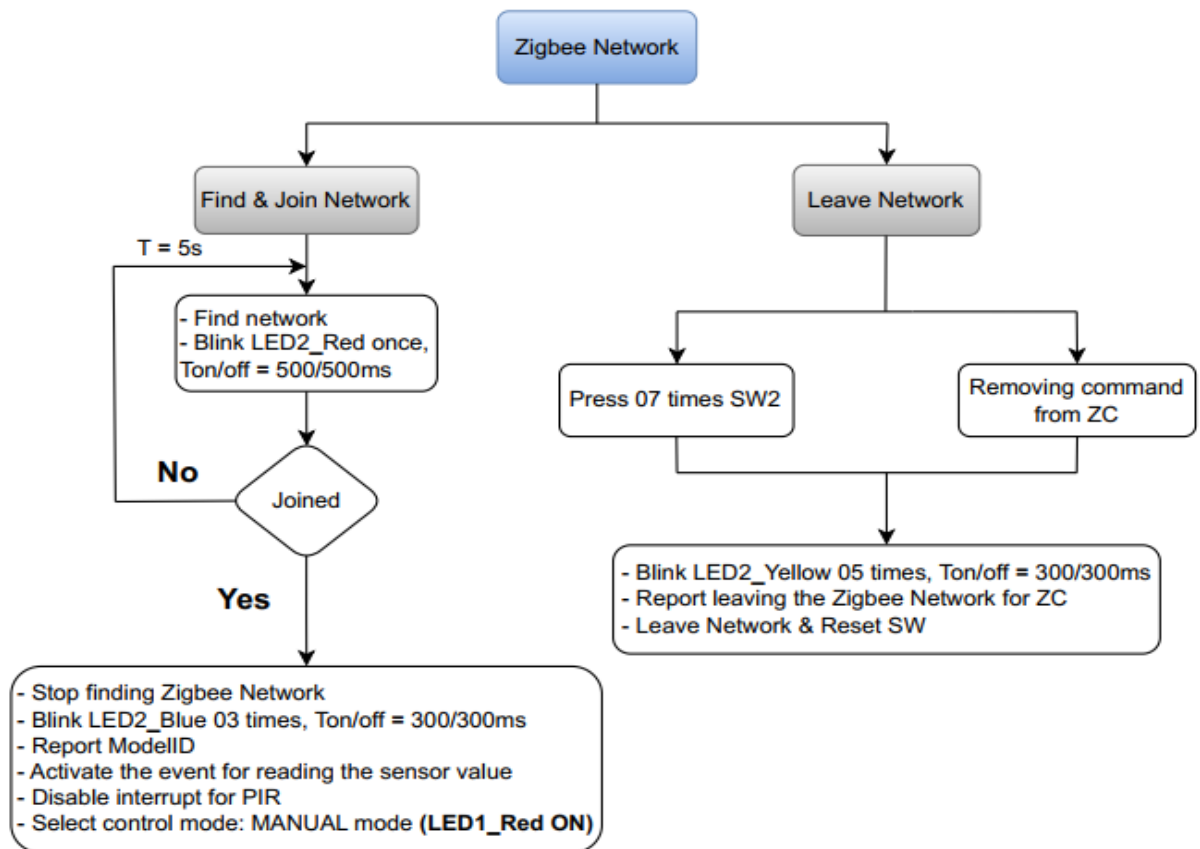 Zigbee Network
Find & Join Network
Leave Network
T = 5s
- Find network
- Blink LED2_Red once,
Ton/off = 500/500ms
Press 07 times SW2
Removing command
from ZC
No
Joined
Yes
- Blink LED2_Yellow 05 times, Ton/off = 300/300ms
- Report leaving the Zigbee Network for ZC
- Leave Network & Reset SW
- Stop finding Zigbee Network
- Blink LED2_Blue 03 times, Ton/off = 300/300ms
- Report ModelID
- Activate the event for reading the sensor value
- Disable interrupt for PIR
- Select control mode: MANUAL mode (LED1_Red ON)